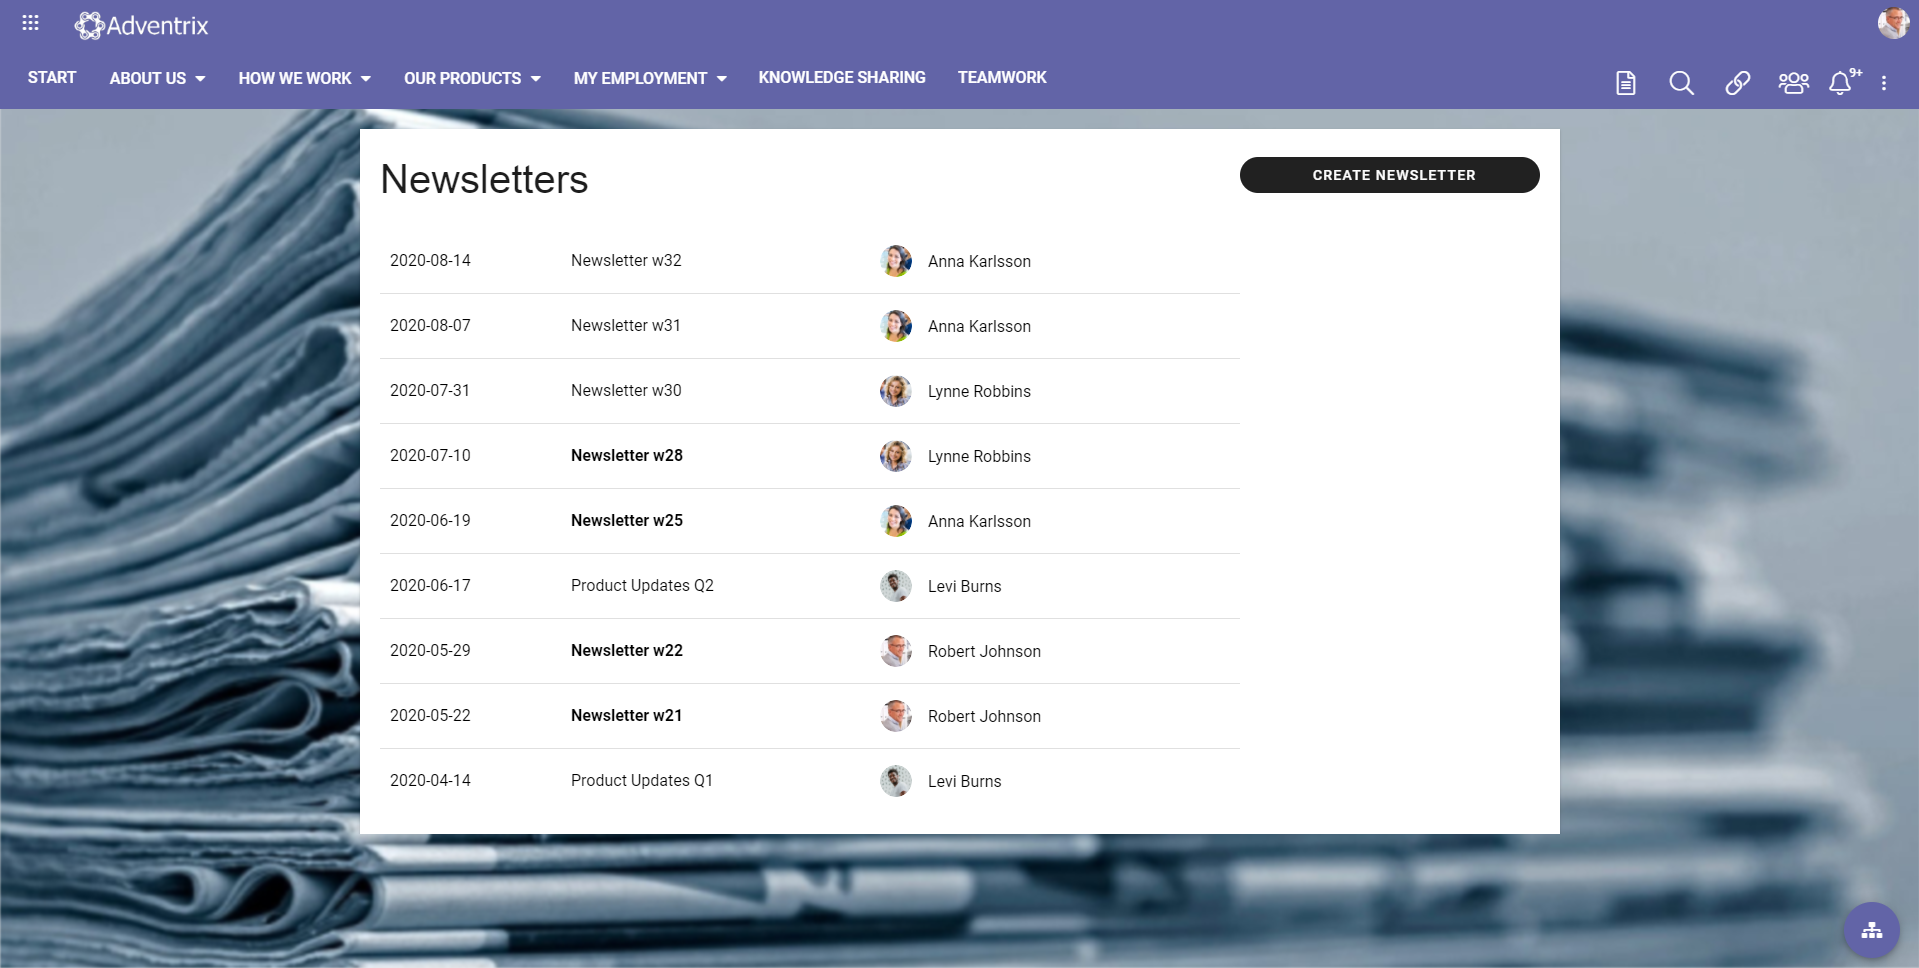 Adventrix
START ABOUT US HOW WE WORK OUR PRODUCTS MY EMPLOYMENT KNOWLEDGE SHARING TEAMWORK
9+
Newsletters
CREATE NEWSLETTER
2020-08-14 Newsletter w32 Anna Karlsson
2020-08-07 Newsletter w31 Anna Karlsson
2020-07-31 Newsletter w30 Lynne Robbins
2020-07-10 Newsletter w28 Lynne Robbins
2020-06-19 Newsletter w25 Anna Karlsson
2020-06-17 Product Updates Q2 Levi Burns
2020-05-29 Newsletter w22 Robert Johnson
2020-05-22 Newsletter w21 Robert Johnson
2020-04-14 Product Updates Q1 Levi Burns